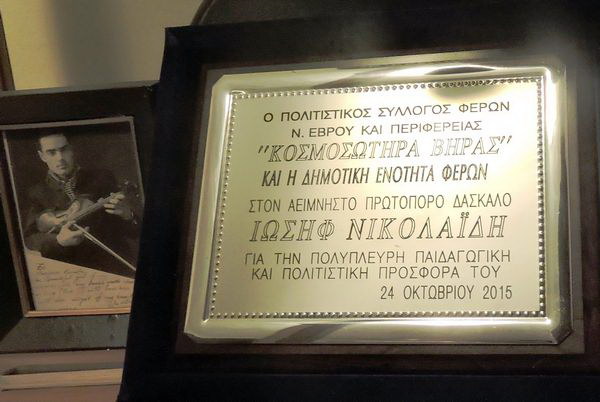 Ο ΠΟΛΙΤΙΣΤΙΚΟΣ ΣΥΛΛΟΓΟΣ ΦΕΡΩΝ
Ν. ΕΒΡΟΥ ΚΑΙ ΠΕΡΙΦΕΡΕΙΑΣ
"ΚΟΣΜΟΣΩΤΗΡΑ ΒΗΡΑΣ"
ΚΑΙ Η ΔΗΜΟΤΙΚΗ ΕΝΟΤΗΤΑ ΦΕΡΩΝ
ΣΤΟΝ ΑΕΙΜΝΗΣΤΟ ΠΡΩΤΟΠΟΡΟ ΔΑΣΚΑΛΟ
ΙΩΣΗΦ ΝΙΚΟΛΑΪΔΗ
ΓΙΑ ΤΗΝ ΠΟΛΥΠΛΕΥΡΗ ΠΑΙΔΑΓΩΓΙΚΗ
ΚΑΙ ΠΟΛΙΤΙΣΤΙΚΗ ΠΡΟΣΦΟΡΑ ΤΟΥ
24 ΟΚΤΩΒΡΙΟΥ 2015